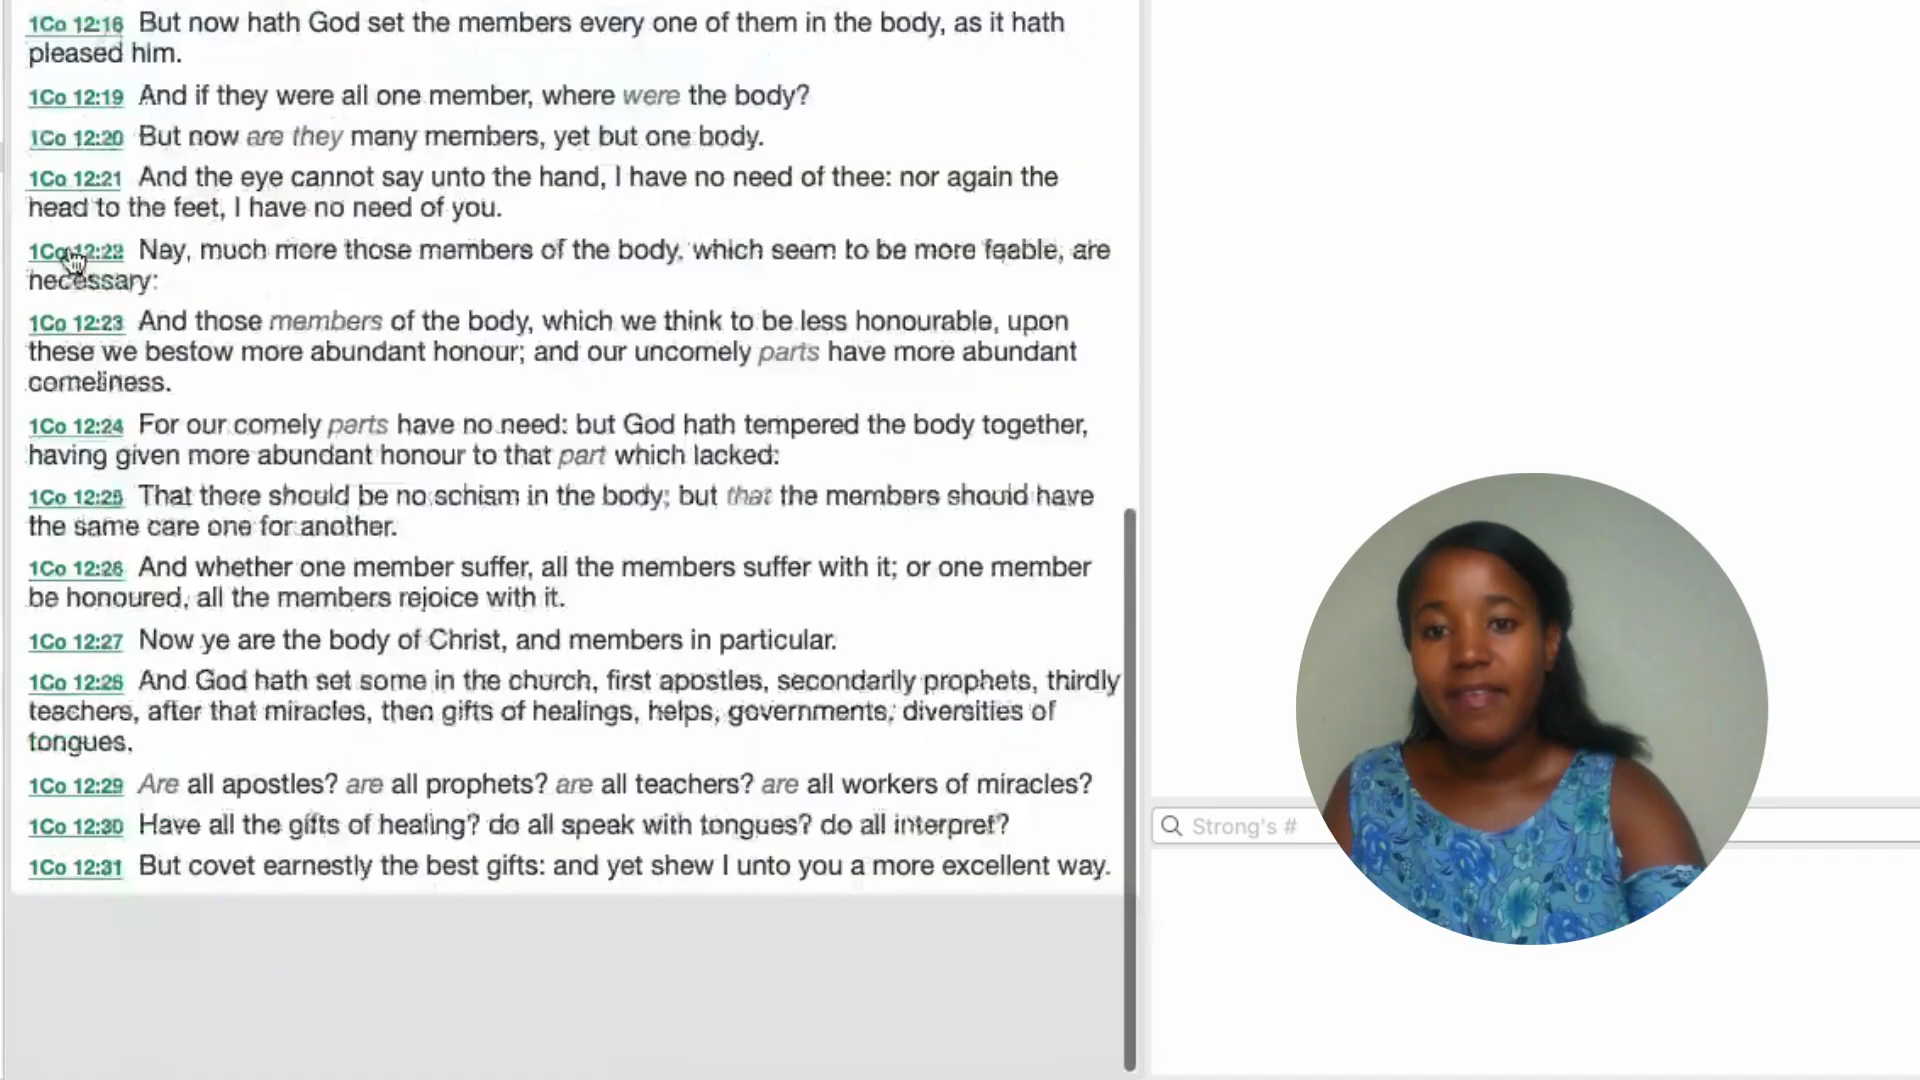 1Co 12:18 But now hath God set the members every one of them in the body, as it hath
pleased him.
1Co 12:19 And if they were all one member, where were the body?
1Co 12:20 But now are they many members, yet but one body.
1Co 12:21 And the eye cannot say unto the hand, I have no need of thee: nor again the
head to the feet, I have no need of you.
1Co 12:22 Nay, much more those members of the body, which seem to be more feeble, are
necessary:
1Co 12:23 And those members of the body, which we think to be less honourable, upon
these we bestow more abundant honour; and our uncomely parts have more abundant
comeliness.
1Co 12:24 For our comely parts have no need: but God hath tempered the body together,
having given more abundant honour to that part which lacked:
1Co 12:25 That there should be no schism in the body; but that the members should have
the same care one for another.
1Co 12:26 And whether one member suffer, all the members suffer with it; or one member
be honoured, all the members rejoice with it.
1Co 12:27 Now ye are the body of Christ, and members in particular.
1Co 12:28 And God hath set some in the church, first apostles, secondarily prophets, thirdly
teachers, after that miracles, then gifts of healings, helps, governments, diversities of
tongues.
1Co 12:29 Are all apostles? are all prophets? are all teachers? are all workers of miracles?
1Co 12:30 Have all the gifts of healing? do all speak with tongues? do all interpret?
1Co 12:31 But covet earnestly the best gifts: and yet shew I unto you a more excellent way.
Strong's #